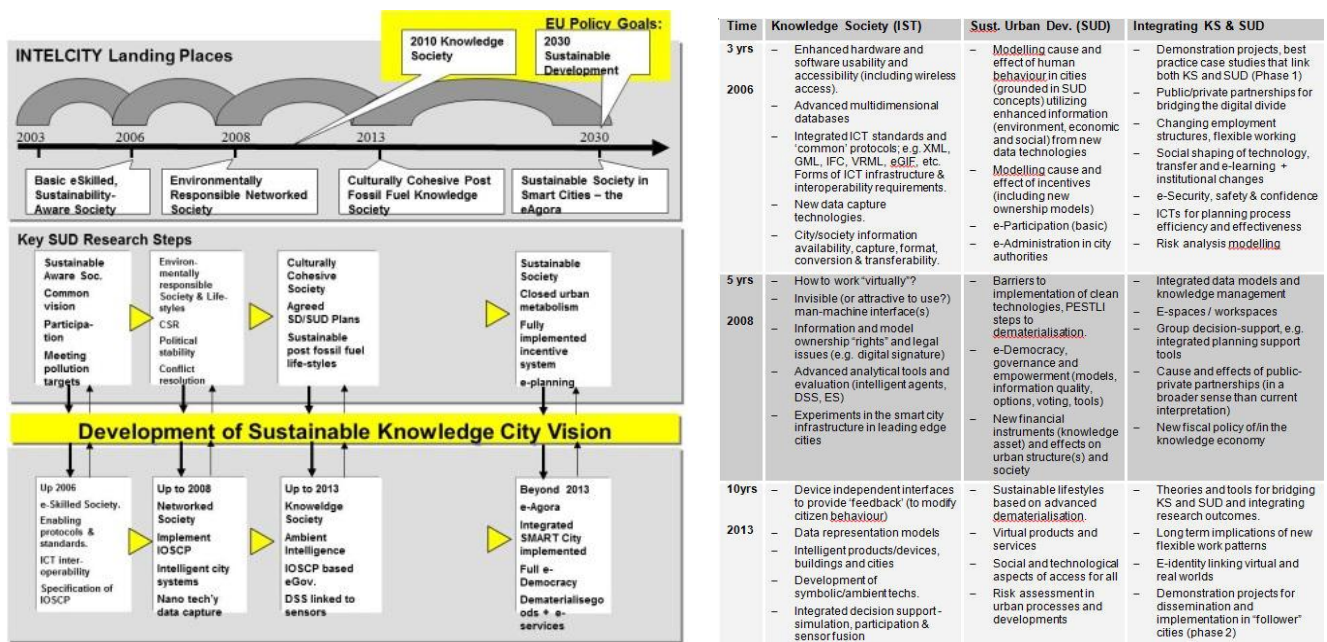 EU Policy Goals:
INTELCITY Landing Places
2010 Knowledge
Society
2030
Sustainable
Development
2003
2006
2008
2013
2030
Basic eSkilled,
Sustainability-
Aware Society
Environmentally
Responsible Networked
Society
Culturally Cohesive Post
Fossil Fuel Knowledge
Society
Sustainable Society in
Smart Cities – the
eAgora
Key SUD Research Steps
Sustainable
Aware Soc.
Common
vision
Participa-
tion
Meeting
pollution
targets
Environ-
mentally
responsible
Society & Life-
styles
CSR
Political
stability
Conflict
resolution
Culturally
Cohesive
Society
Agreed
SD/SUD Plans
Sustainable
post fossil fuel
life-styles
Sustainable
Society
Closed urban
metabolism
Fully
implemented
incentive
system
e-planning
Development of Sustainable Knowledge City Vision
Up 2006
e-Skilled Society.
Enabling
protocols &
standards.
ICT inter-
operability
Specification of
IOSCP
Up to 2008
Networked
Society
Implement
IOSCP
Intelligent city
systems
Nano tech'y
data capture
Up to 2013
Knoweldge
Society
Ambient
Intelligence
IOSCP based
eGov.
DSS linked to
sensors
Beyond 2013
e-Agora
Integrated
SMART City
implemented
Full e-
Democracy
Dematerialisego
ods + e-
services
Time
Knowledge Society (IST)
Sust. Urban Dev. (SUD)
Integrating KS & SUD
3 yrs
2006
– Enhanced hardware and
software usability and
accessibility (including wireless
access).
– Advanced multidimensional
databases
– Integrated ICT standards and
‘common’ protocols; e.g. XML,
GML, IFC, VRML, eGIF, etc.
Forms of ICT infrastructure &
interoperability requirements.
– New data capture
technologies.
– City/society information
availability, capture, format,
conversion & transferability.
– Modelling cause and
effect of human
behaviour in cities
(grounded in SUD
concepts) utilizing
enhanced information
(environment, economic
and social) from new
data technologies
– Modelling cause and
effect of incentives
(including new
ownership models)
– e-Participation (basic)
– e-Administration in city
authorities
– Demonstration projects, best
practice case studies that link
both KS and SUD (Phase 1)
– Public/private partnerships for
bridging the digital divide
– Changing employment
structures, flexible working
– Social shaping of technology,
transfer and e-learning +
institutional changes
– e-Security, safety & confidence
– ICTs for planning process
efficiency and effectiveness
– Risk analysis modelling
5 yrs
2008
– How to work “virtually”?
– Invisible (or attractive to use?)
man-machine interface(s)
– Information and model
ownership “rights” and legal
issues (e.g. digital signature)
– Advanced analytical tools and
evaluation (intelligent agents,
DSS, ES)
– Experiments in the smart city
infrastructure in leading edge
cities
– Barriers to
implementation of clean
technologies, PESTLI
steps to
dematerialisation.
– e-Democracy,
governance and
empowerment (models,
information quality,
options, voting, tools)
– New financial
instruments (knowledge
asset) and effects on
urban structure(s) and
society
– Integrated data models and
knowledge management
– E-spaces / workspaces
– Group decision-support, e.g.
integrated planning support
tools
– Cause and effects of public-
private partnerships (in a
broader sense than current
interpretation)
– New fiscal policy of/in the
knowledge economy
10yrs
2013
– Device independent interfaces
to provide ‘feedback’ (to modify
citizen behaviour)
– Data representation models
– Intelligent products/devices,
buildings and cities
– Development of
symbolic/ambient techs.
– Integrated decision support -
simulation, participation &
sensor fusion
– Sustainable lifestyles
based on advanced
dematerialisation.
– Virtual products and
services
– Social and technological
aspects of access for all
– Risk assessment in
urban processes and
developments
– Theories and tools for bridging
KS and SUD and integrating
research outcomes.
– Long term implications of new
flexible work patterns
– E-identity linking virtual and
real worlds
– Demonstration projects for
dissemination and
implementation in “follower”
cities (phase 2)